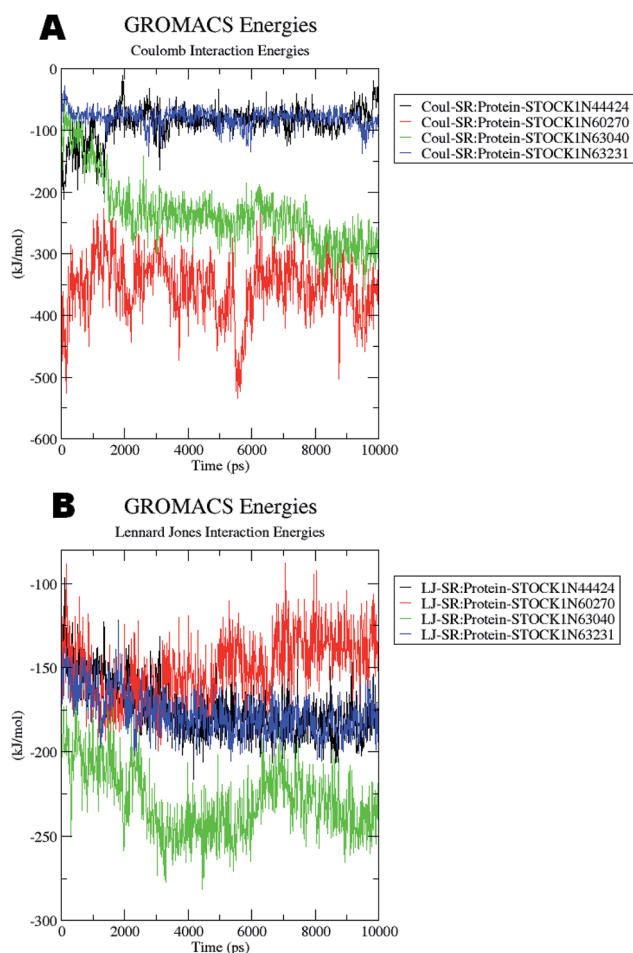 A
GROMACS Energies
Coulomb Interaction Energies
0
-100
-200
-300
-400
-500
-600
(kJ/mol)
0 2000 4000 6000 8000 10000
Time (ps)
Coul-SR:Protein-STOCK1N44424
Coul-SR:Protein-STOCK1N60270
Coul-SR:Protein-STOCK1N63040
Coul-SR:Protein-STOCK1N63231
B
GROMACS Energies
Lennard Jones Interaction Energies
-100
-150
-200
-250
-300
(kJ/mol)
0 2000 4000 6000 8000 10000
Time (ps)
LJ-SR:Protein-STOCK1N44424
LJ-SR:Protein-STOCK1N60270
LJ-SR:Protein-STOCK1N63040
LJ-SR:Protein-STOCK1N63231